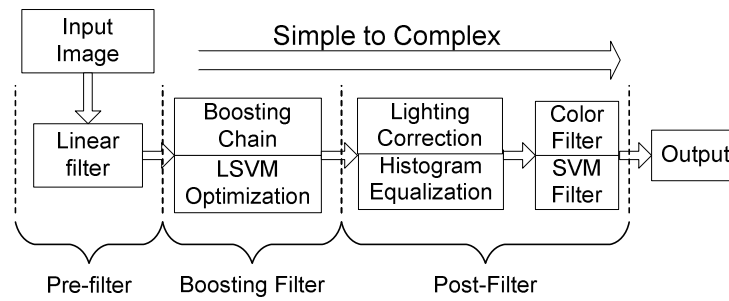 Input
Image
Simple to Complex
Linear
filter
Boosting
Chain
LSVM
Optimization
Lighting
Correction
Histogram
Equalization
Color
Filter
SVM
Filter
Output
Pre-filter
Boosting Filter
Post-Filter